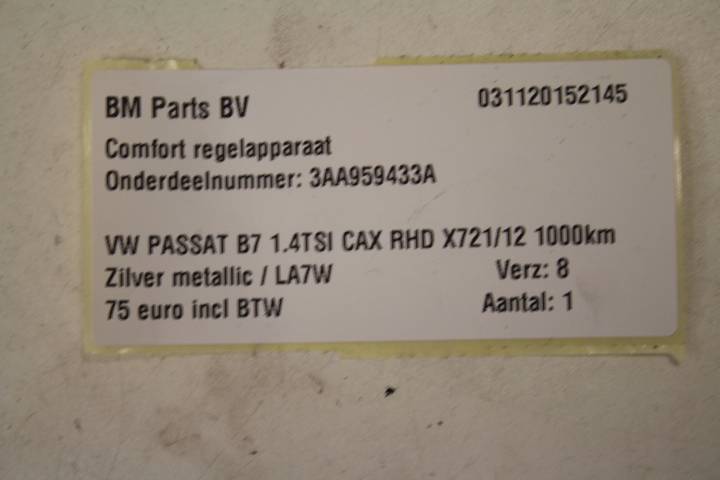 BM Parts BV 031120152145
Comfort regelapparaat
Onderdeelnummer: 3AA959433A
VW PASSAT B7 1.4TSI CAX RHD X721/12 1000km
Zilver metallic / LA7W Verz: 8
75 euro incl BTW Aantal: 1